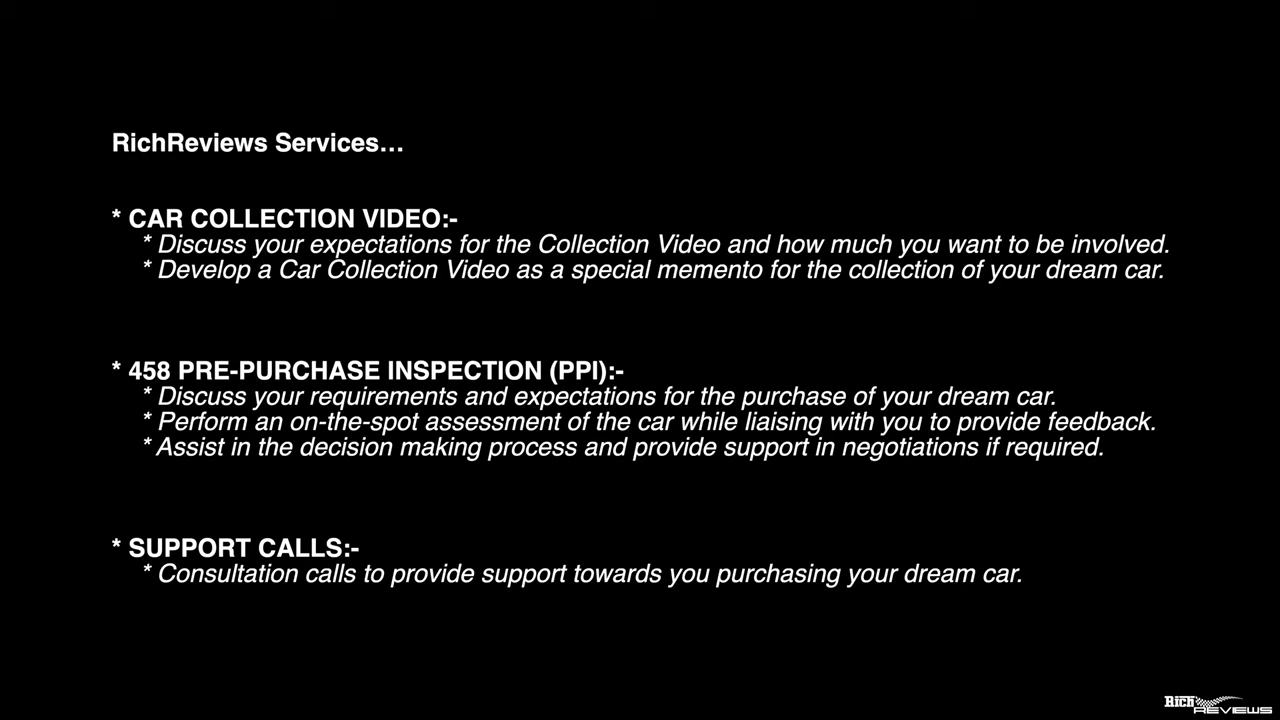 RichReviews Services…
* CAR COLLECTION VIDEO:-
* Discuss your expectations for the Collection Video and how much you want to be involved.
* Develop a Car Collection Video as a special memento for the collection of your dream car.
* 458 PRE-PURCHASE INSPECTION (PPI):-
* Discuss your requirements and expectations for the purchase of your dream car.
* Perform an on-the-spot assessment of the car while liaising with you to provide feedback.
* Assist in the decision making process and provide support in negotiations if required.
* SUPPORT CALLS:-
* Consultation calls to provide support towards you purchasing your dream car.
Rich
REVIEWS